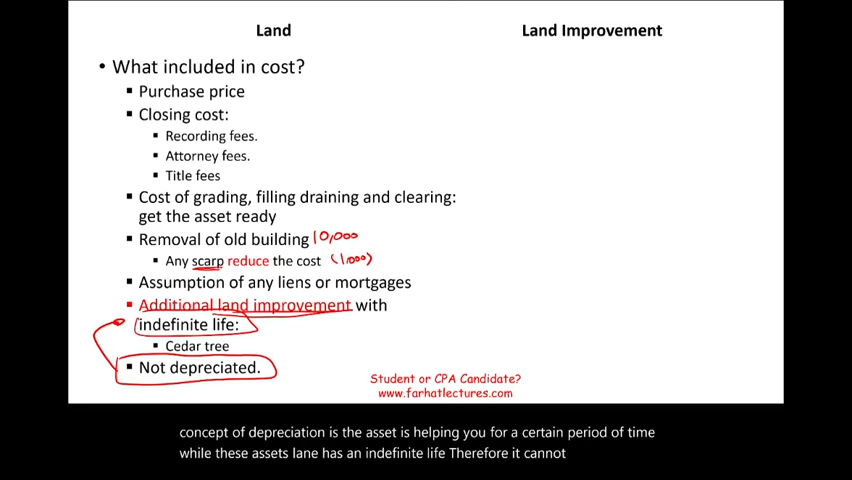 Land
Land Improvement
• What included in cost?
▪ Purchase price
▪ Closing cost:
▪ Recording fees.
▪ Attorney fees.
▪ Title fees
▪ Cost of grading, filling draining and clearing:
get the asset ready
▪ Removal of old building 10,000
▪ Any scarp reduce the cost (1,000)
▪ Assumption of any liens or mortgages
▪ Additional land improvement with
indefinite life:
▪ Cedar tree
▪ Not depreciated.
Student or CPA Candidate?
www.farhatlectures.com
concept of depreciation is the asset is helping you for a certain period of time
while these assets lane has an indefinite life Therefore it cannot